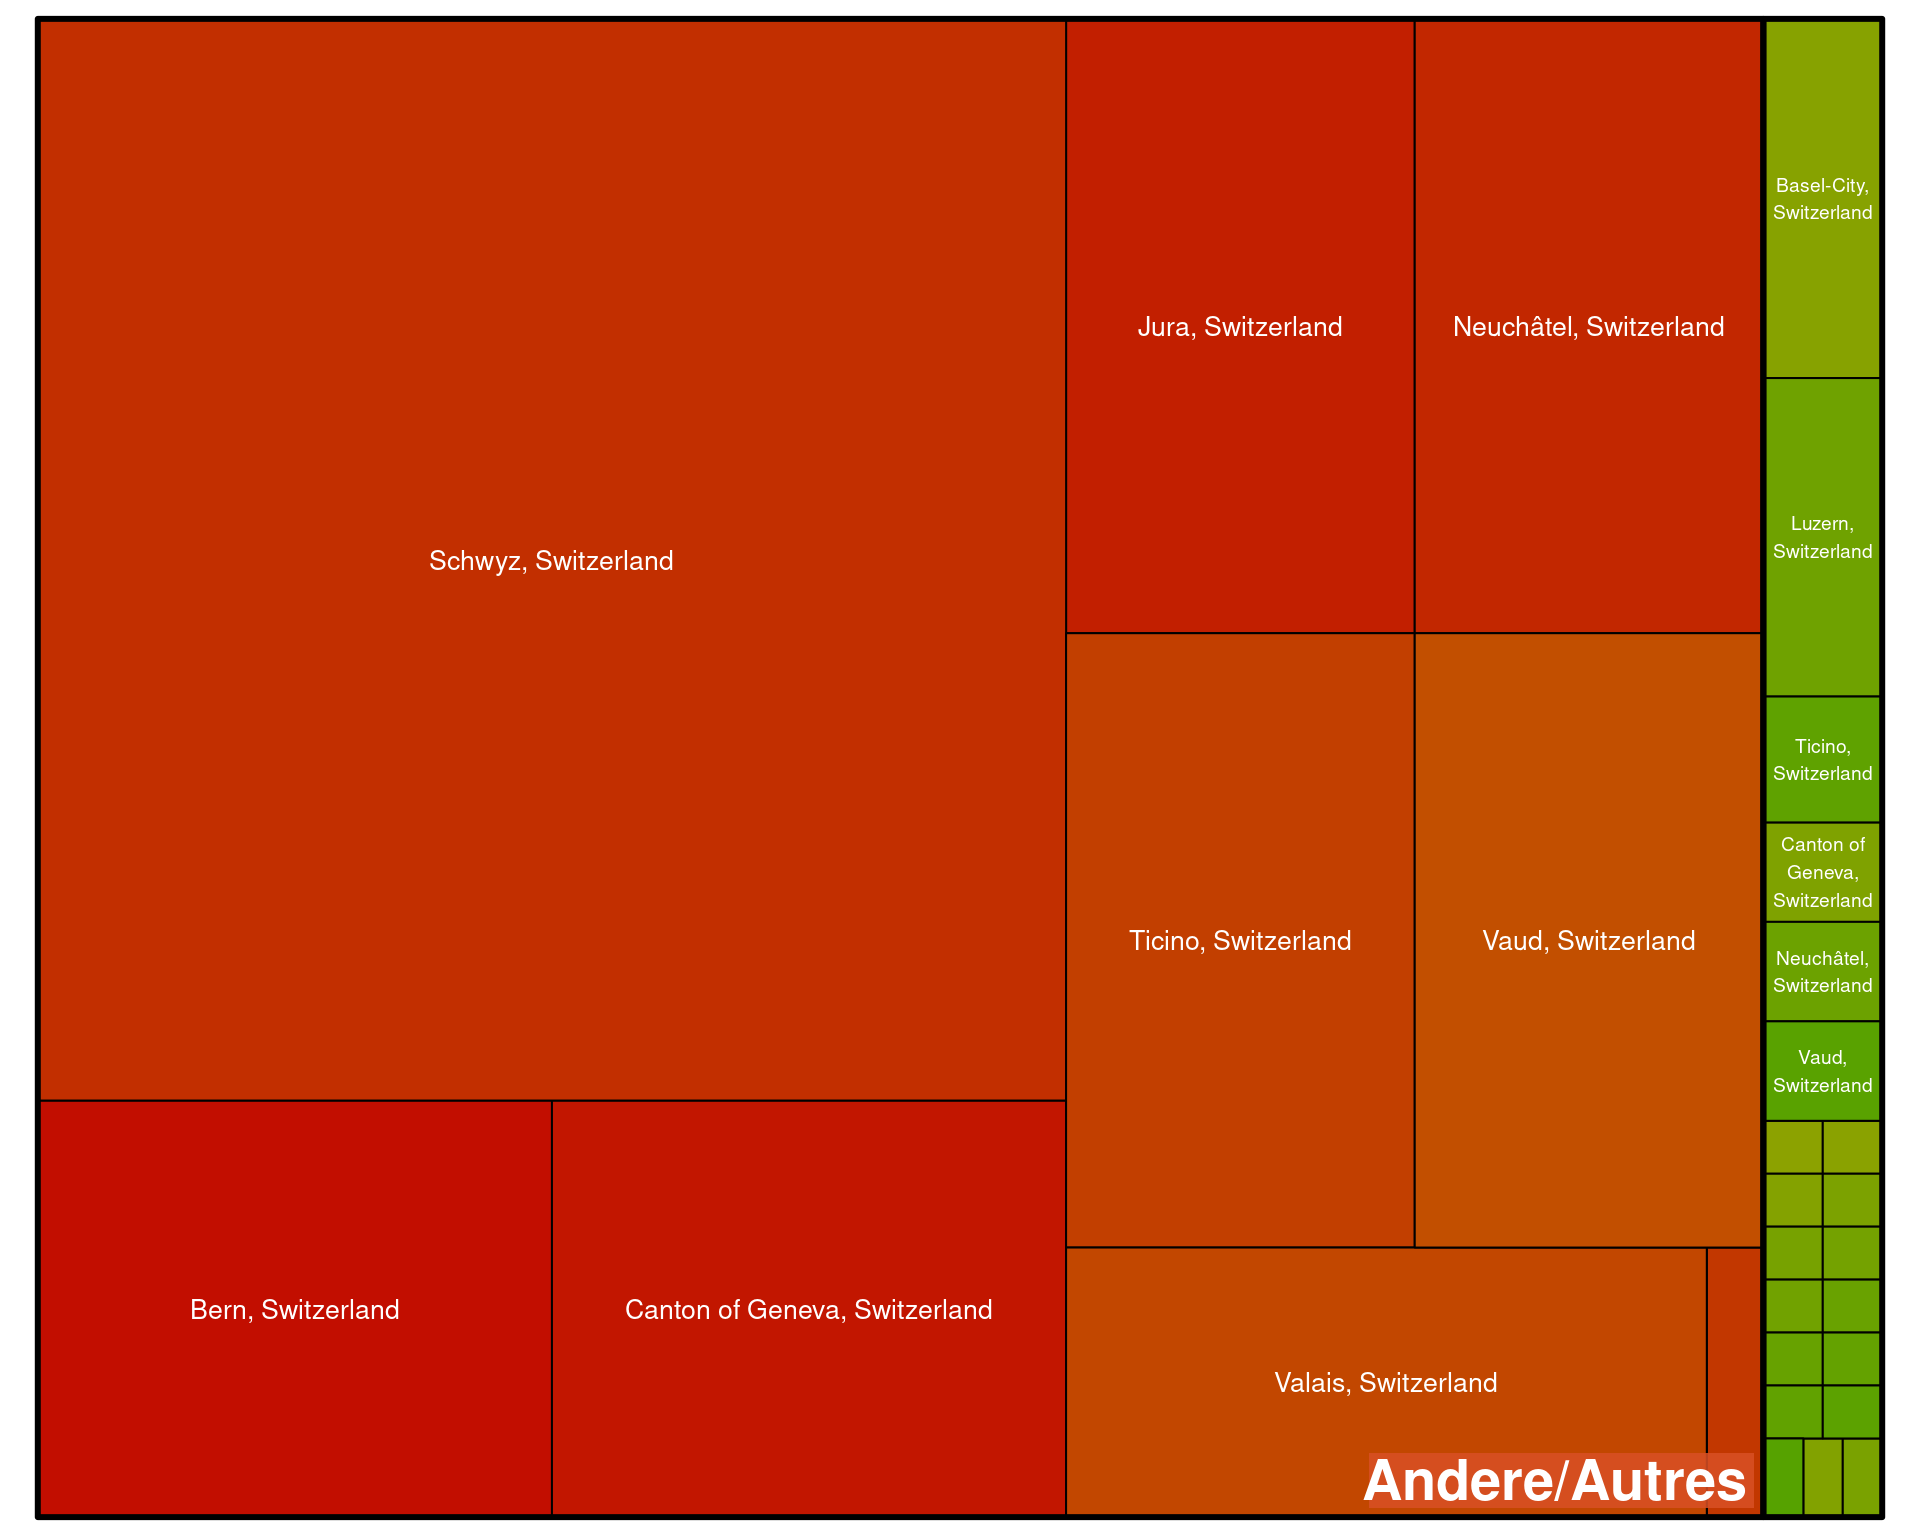 Schwyz, Switzerland
Bern, Switzerland
Canton of Geneva, Switzerland
Jura, Switzerland
Neuchâtel, Switzerland
Ticino, Switzerland
Vaud, Switzerland
Valais, Switzerland
Andere/Autres
Basel-City,
Switzerland
Luzern,
Switzerland
Ticino,
Switzerland
Canton of
Geneva,
Switzerland
Neuchâtel,
Switzerland
Vaud,
Switzerland